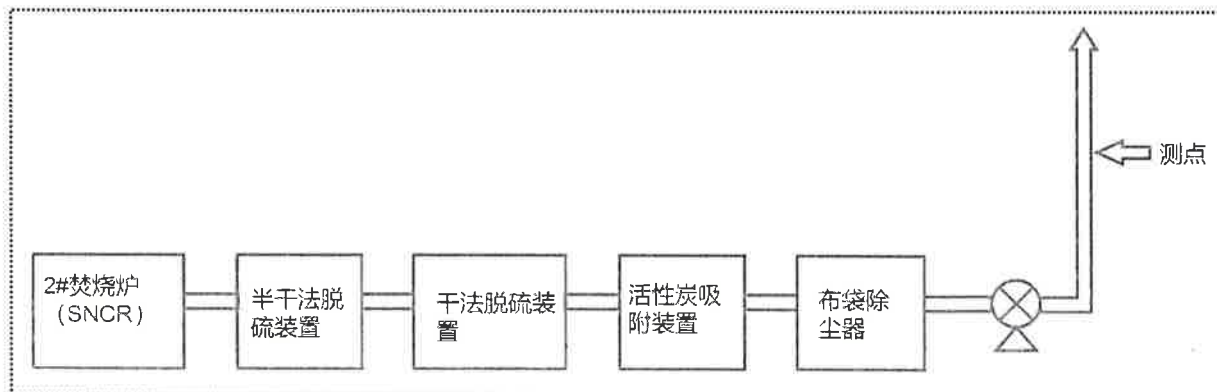 测点
2#焚烧炉
(SNCR)
半干法脱
硫装置
干法脱硫装
置
活性炭吸
附装置
布袋除
尘器